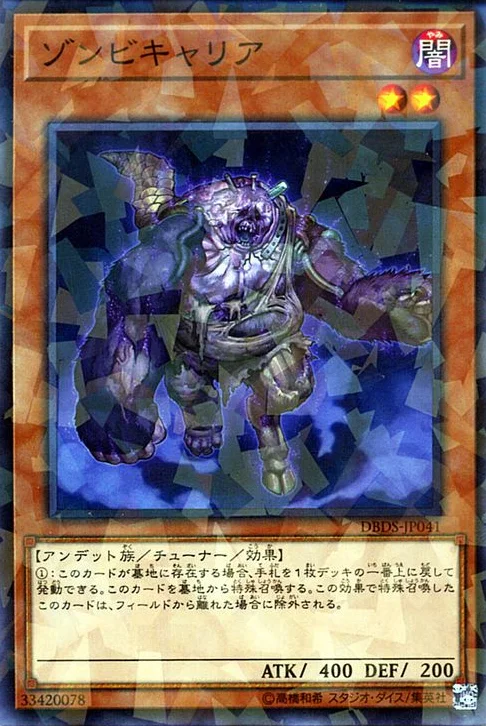 ゾンビキャリア
闇
DBDS-JP041
【アンデット族／チューナー／効果】
①：このカードが墓地に存在する場合、手札を１枚デッキの一番上に戻して
発動できる。このカードを墓地から特殊召喚する。この効果で特殊召喚した
このカードは、フィールドから離れた場合に除外される。
ATK/ 400 DEF/ 200
33420078
©高橋和希 スタジオ・ダイス/集英社